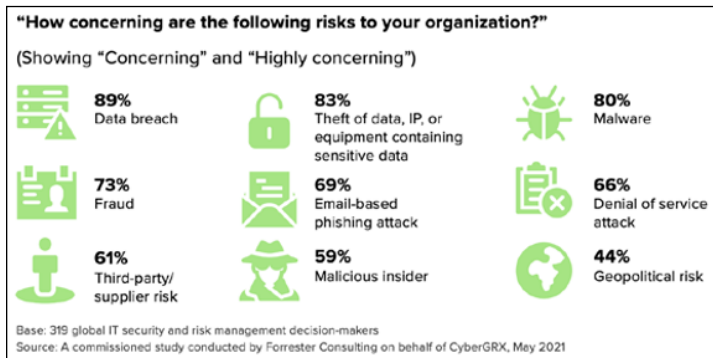 “How concerning are the following risks to your organization?”
(Showing “Concerning” and “Highly concerning”)
89%
Data breach
83%
Theft of data, IP, or
equipment containing
sensitive data
80%
Malware
73%
Fraud
69%
Email-based
phishing attack
66%
Denial of service
attack
61%
Third-party/
supplier risk
59%
Malicious insider
44%
Geopolitical risk
Base: 319 global IT security and risk management decision-makers
Source: A commissioned study conducted by Forrester Consulting on behalf of CyberGRX, May 2021